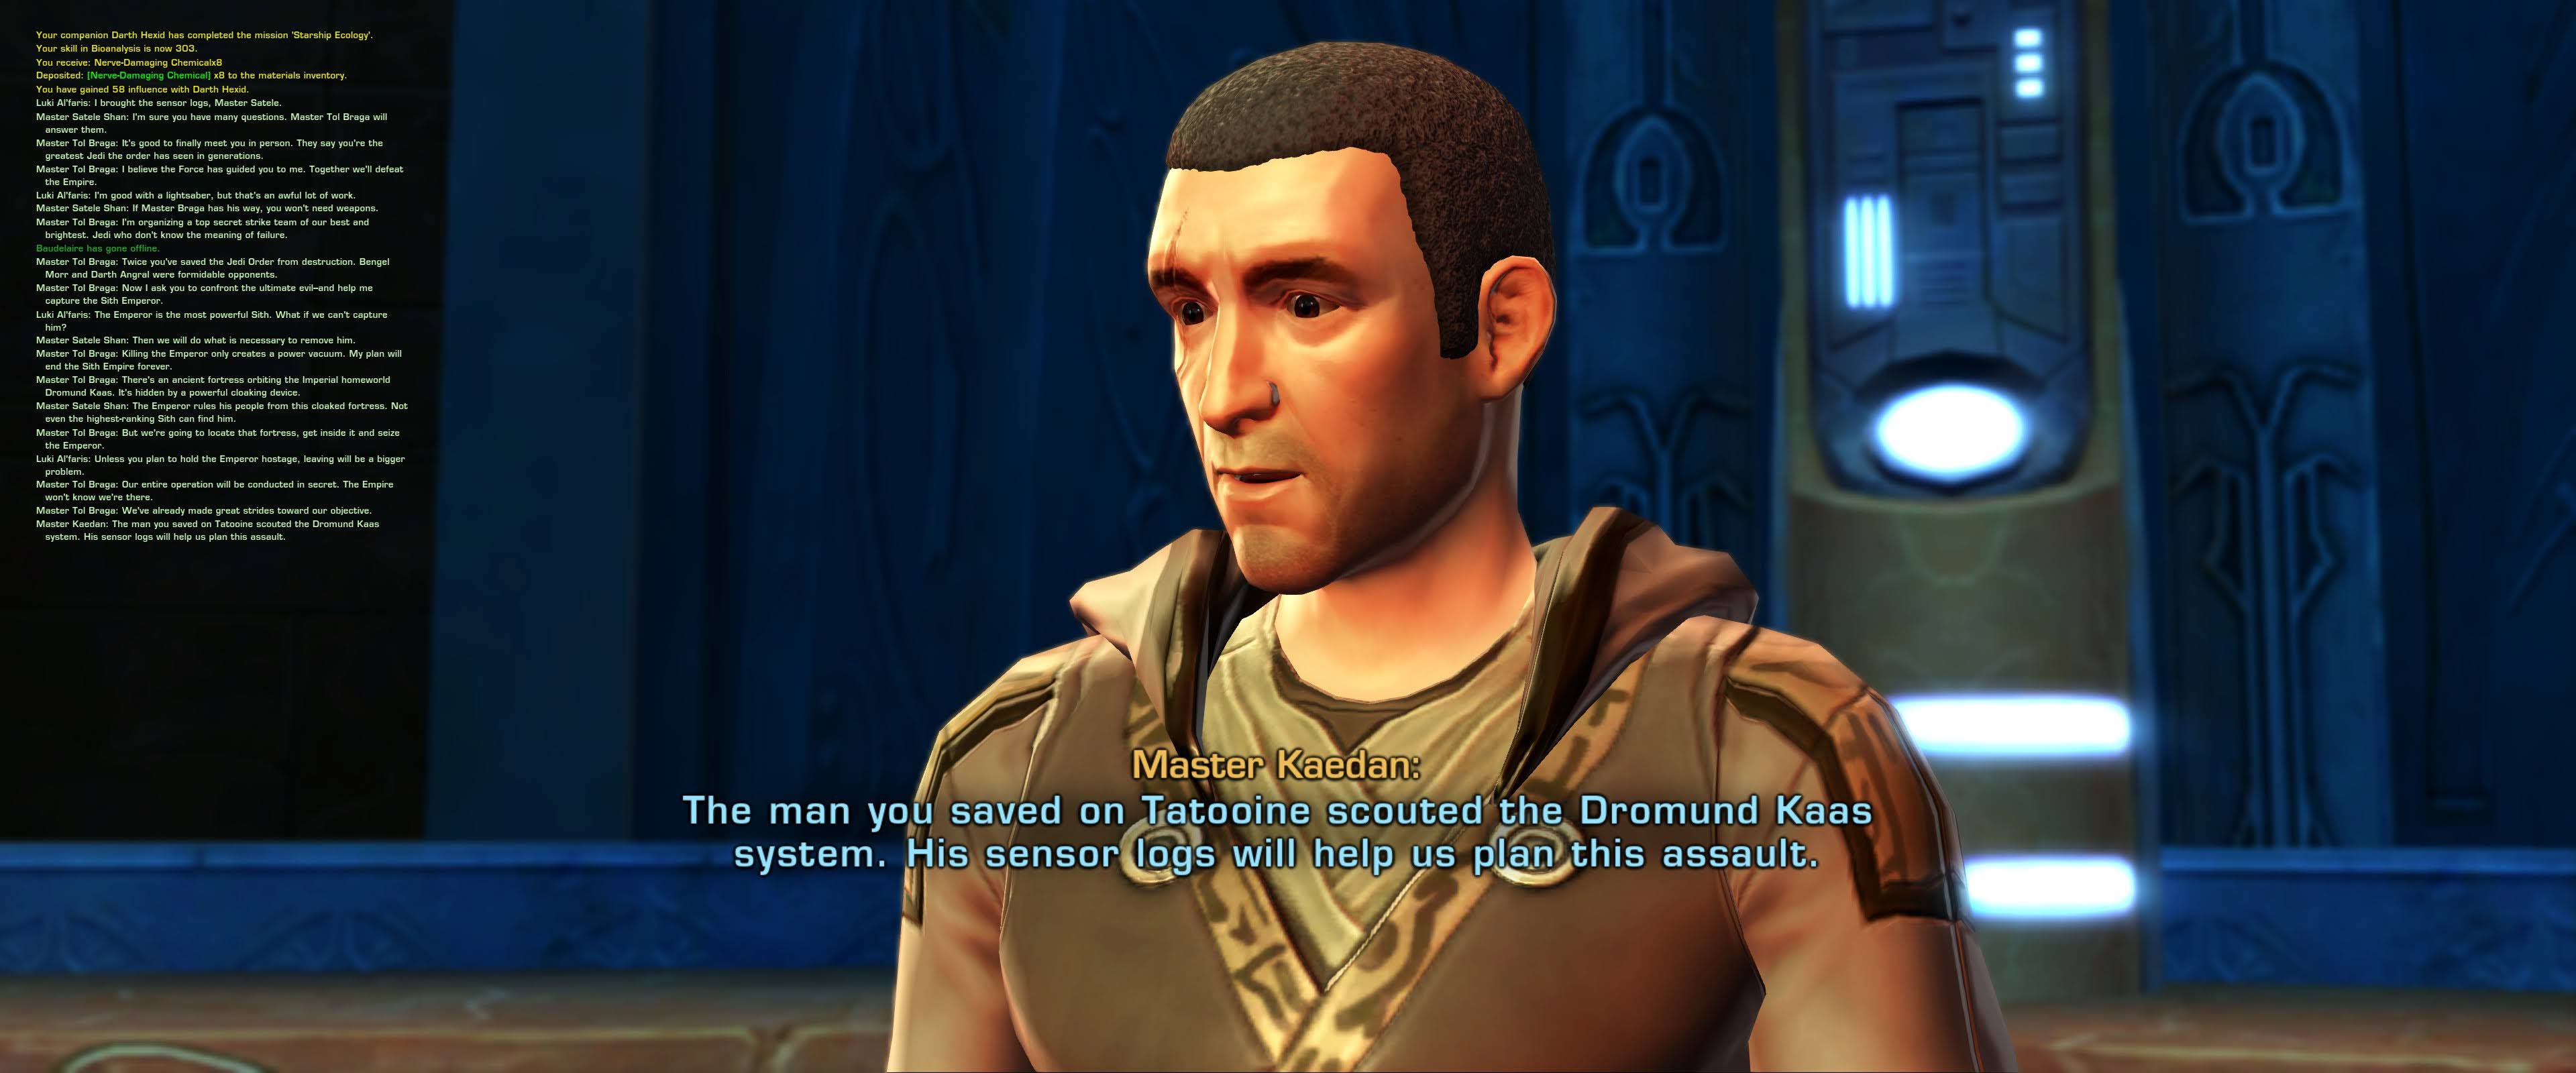 Your companion Darth Hexid has completed the mission 'Starship Ecology'.
Your skill in Bioanalysis is now 303.
You receive: Nerve-Damaging Chemicalx8
Deposited: [Nerve-Damaging Chemical] x8 to the materials inventory.
You have gained 58 influence with Darth Hexid.
Luki Al'faris: I brought the sensor logs, Master Satele.
Master Satele Shan: I'm sure you have many questions. Master Tol Braga will
answer them.
Master Tol Braga: It's good to finally meet you in person. They say you're the
greatest Jedi the order has seen in generations.
Master Tol Braga: I believe the Force has guided you to me. Together we'll defeat
the Empire.
Luki Al'faris: I'm good with a lightsaber, but that's an awful lot of work.
Master Satele Shan: If Master Braga has his way, you won't need weapons.
Master Tol Braga: I'm organizing a top secret strike team of our best and
brightest. Jedi who don't know the meaning of failure.
Baudelaire has gone offline.
Master Tol Braga: Twice you've saved the Jedi Order from destruction. Bengel
Morr and Darth Angral were formidable opponents.
Master Tol Braga: Now I ask you to confront the ultimate evil—and help me
capture the Sith Emperor.
Luki Al'faris: The Emperor is the most powerful Sith. What if we can't capture
him?
Master Satele Shan: Then we will do what is necessary to remove him.
Master Tol Braga: Killing the Emperor only creates a power vacuum. My plan will
end the Sith Empire forever.
Master Tol Braga: There's an ancient fortress orbiting the Imperial homeworld
Dromund Kaas. It's hidden by a powerful cloaking device.
Master Satele Shan: The Emperor rules his people from this cloaked fortress. Not
even the highest-ranking Sith can find him.
Master Tol Braga: But we're going to locate that fortress, get inside it and seize
the Emperor.
Luki Al'faris: Unless you plan to hold the Emperor hostage, leaving will be a bigger
problem.
Master Tol Braga: Our entire operation will be conducted in secret. The Empire
won't know we're there.
Master Tol Braga: We've already made great strides toward our objective.
Master Kaedan: The man you saved on Tatooine scouted the Dromund Kaas
system. His sensor logs will help us plan this assault.
Master Kaedan:
The man you saved on Tatooine scouted the Dromund Kaas
system. His sensor logs will help us plan this assault.